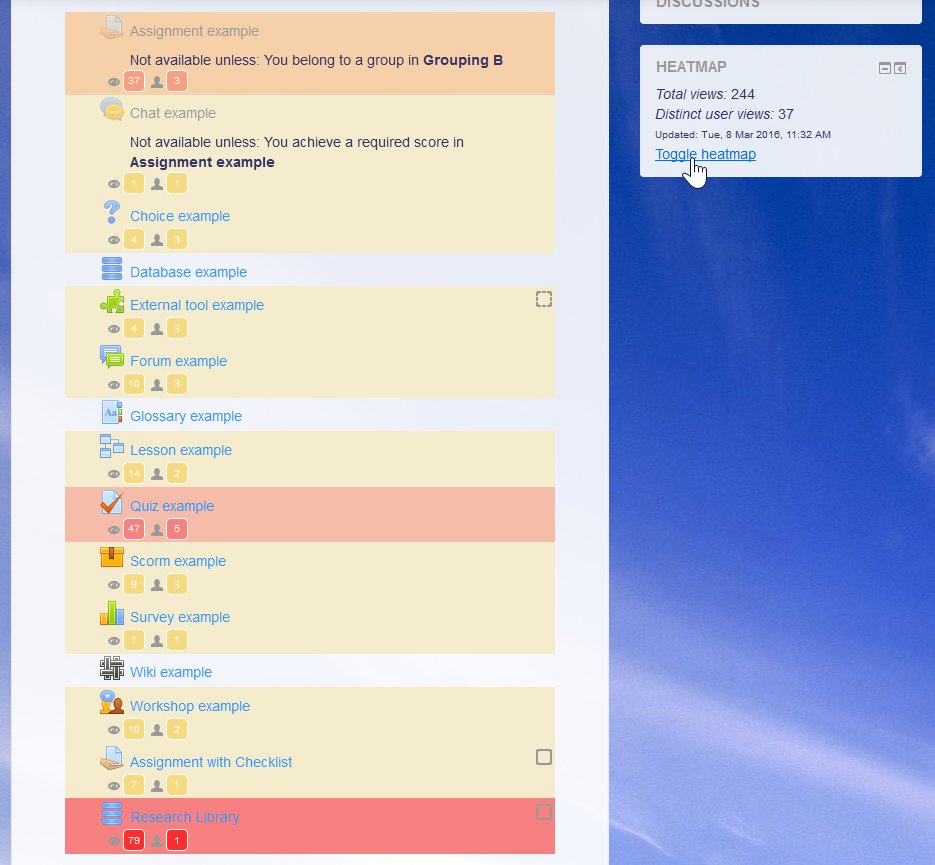 Assignment example
Not available unless: You belong to a group in Grouping B
37 3
Chat example
Not available unless: You achieve a required score in
Assignment example
1 1
Choice example
4 3
Database example
External tool example
4 3
Forum example
10 3
Aa
Glossary example
Lesson example
14 2
Quiz example
47 5
Scorm example
9 3
Survey example
1 1
Wiki example
Workshop example
10 2
Assignment with Checklist
7 1
Research Library
79 1
DISCUSSIONS
HEATMAP
Total views: 244
Distinct user views: 37
Updated: Tue, 8 Mar 2016, 11:32 AM
Toggle heatmap